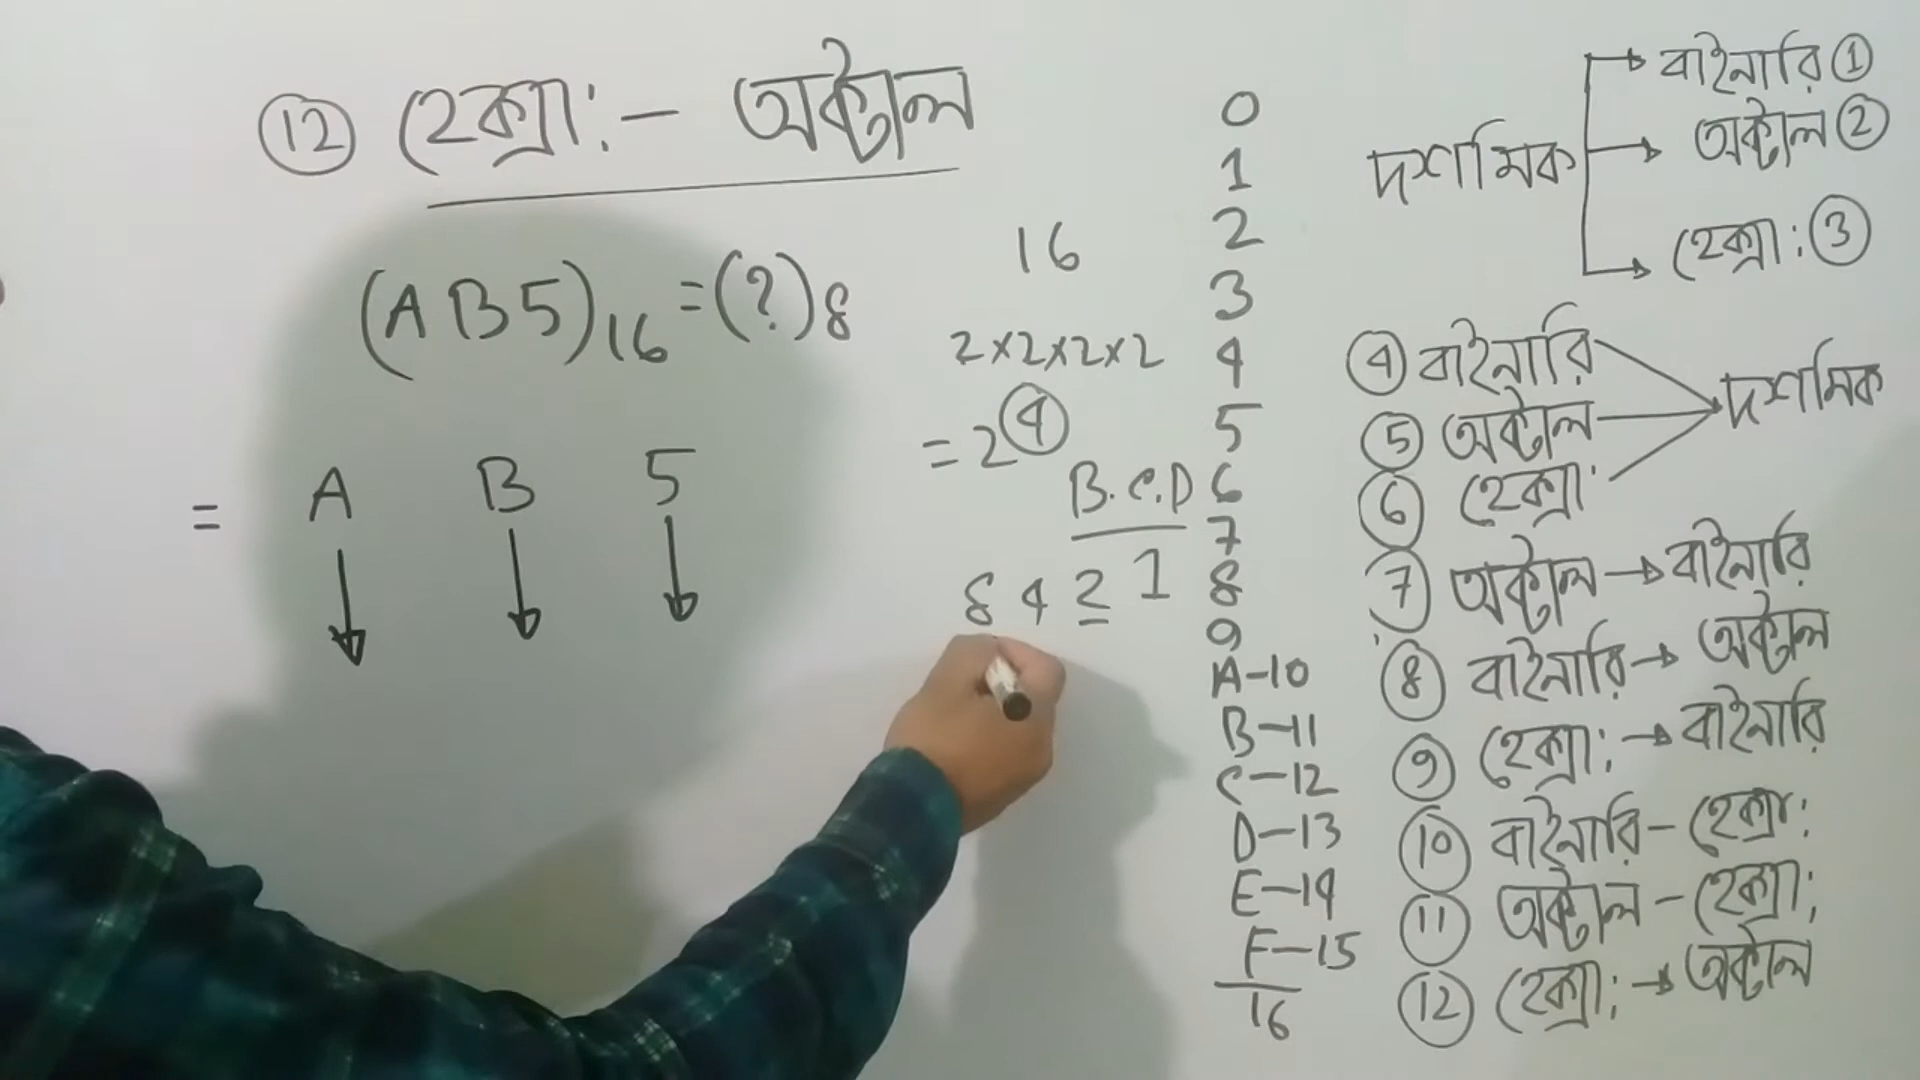 12 হেক্সা:- অক্টাল
(AB5)16 = (?)8
= A B 5
16
2×2×2×2
= 2^4
B.C.D
8 4 2 1
0
1
2
3
4
5
6
7
8
9
A-10
B-11
C-12
D-13
E-14
F-15
16
দশমিক
বাইনারি 1
অক্টাল 2
হেক্সা: 3
4 বাইনারি
5 অক্টাল
6 হেক্সা:
দশমিক
7 অক্টাল → বাইনারি
8 বাইনারি → অক্টাল
9 হেক্সা: → বাইনারি
10 বাইনারি - হেক্সা:
11 অক্টাল - হেক্সা:
12 হেক্সা: → অক্টাল